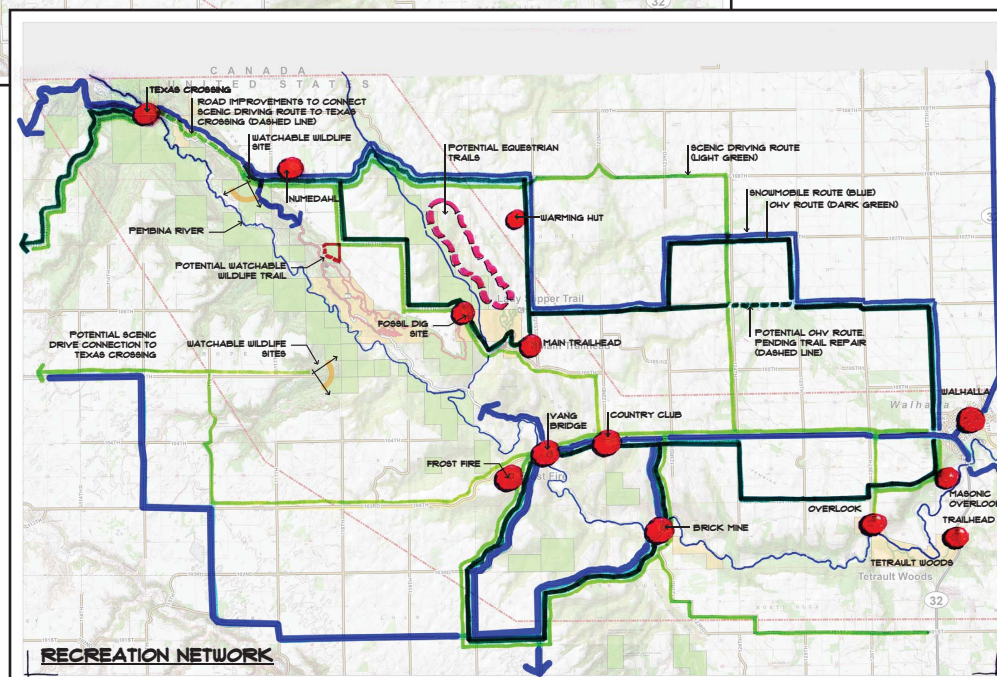 32
CANADA
UNITED STATES
TEXAS CROSSING
ROAD IMPROVEMENTS TO CONNECT
SCENIC DRIVING ROUTE TO TEXAS
CROSSING (DASHED LINE)
WATCHABLE WILDLIFE
SITE
NUMEDAHL
PEMBINA RIVER
POTENTIAL WATCHABLE
WILDLIFE TRAIL
POTENTIAL EQUESTRIAN
TRAILS
WARMING HUT
SCENIC DRIVING ROUTE
(LIGHT GREEN)
SNOWMOBILE ROUTE (BLUE)
OHV ROUTE (DARK GREEN)
FOSSIL DIG
SITE
MAIN TRAILHEAD
POTENTIAL OHV ROUTE,
PENDING TRAIL REPAIR
(DASHED LINE)
POTENTIAL SCENIC
DRIVE CONNECTION TO
TEXAS CROSSING
WATCHABLE WILDLIFE
SITES
WALHALLA
Walhalla
VANG
BRIDGE
COUNTRY CLUB
FROST FIRE
BRICK MINE
OVERLOOK
MASONIC
OVERLOOK
TRAILHEAD
TETRAULT WOODS
Tetrault Woods
32
RECREATION NETWORK